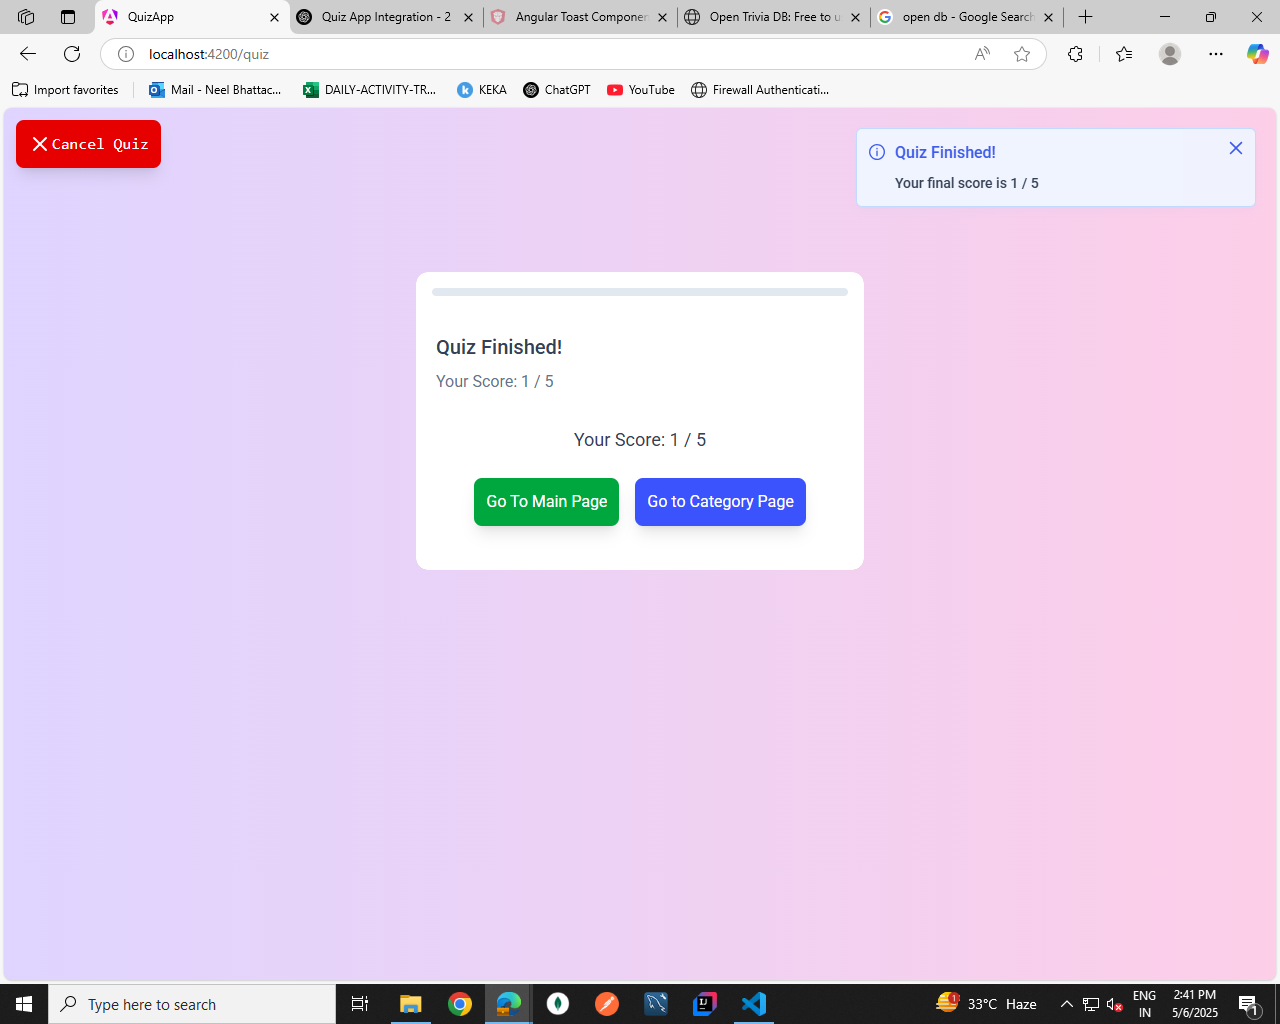 QuizApp
Quiz App Integration - 2
Angular Toast Componen
Open Trivia DB: Free to u
open db - Google Search
localhost:4200/quiz
Import favorites
Mail - Neel Bhattac...
DAILY-ACTIVITY-TR...
KEKA
ChatGPT
YouTube
Firewall Authenticati...
Cancel Quiz
Quiz Finished!
Your final score is 1 / 5
Quiz Finished!
Your Score: 1 / 5
Your Score: 1 / 5
Go To Main Page
Go to Category Page
Type here to search
1
33°C Haze
ENG
IN
2:41 PM
5/6/2025
1